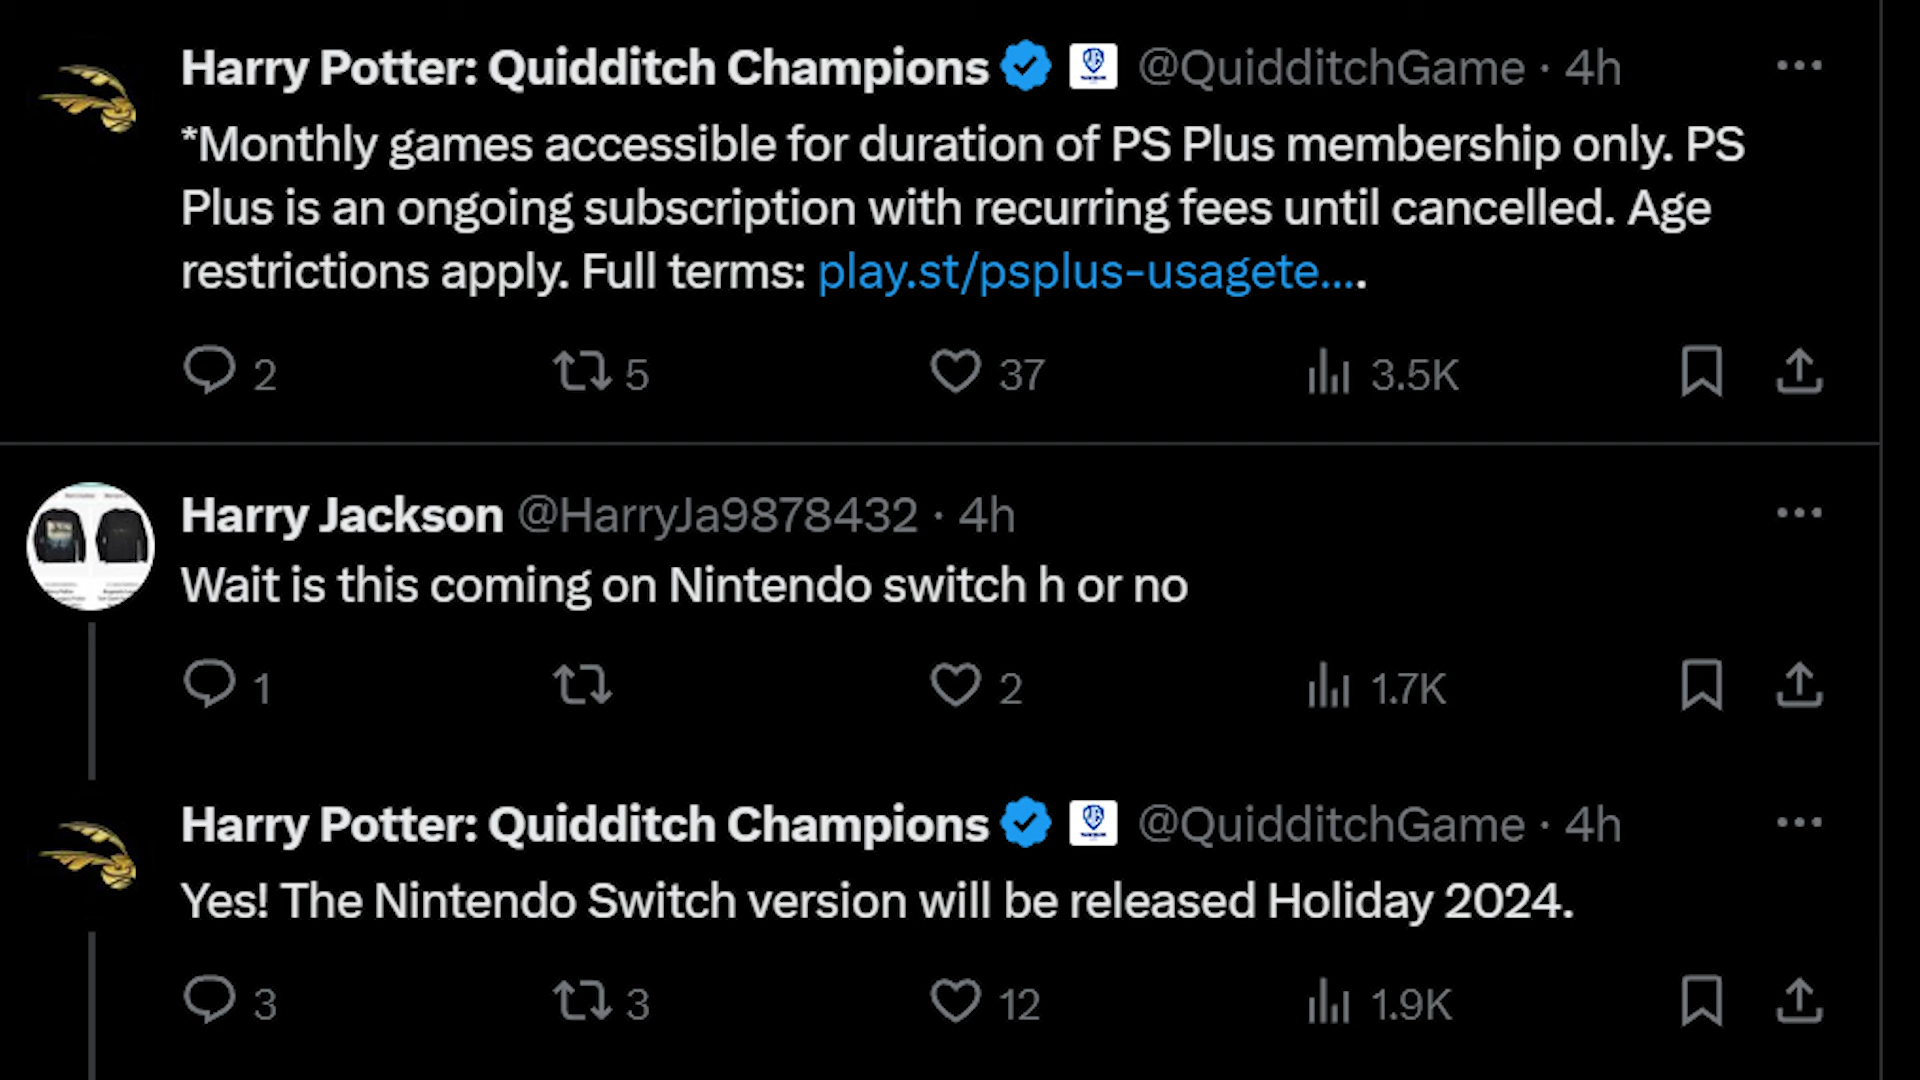 Harry Potter: Quidditch Champions @QuidditchGame · 4h
*Monthly games accessible for duration of PS Plus membership only. PS
Plus is an ongoing subscription with recurring fees until cancelled. Age
restrictions apply. Full terms: play.st/psplus-usagete....
2 5 37 3.5K
Harry Jackson @HarryJa9878432 · 4h
Wait is this coming on Nintendo switch h or no
1 2 1.7K
Harry Potter: Quidditch Champions @QuidditchGame · 4h
Yes! The Nintendo Switch version will be released Holiday 2024.
3 3 12 1.9K